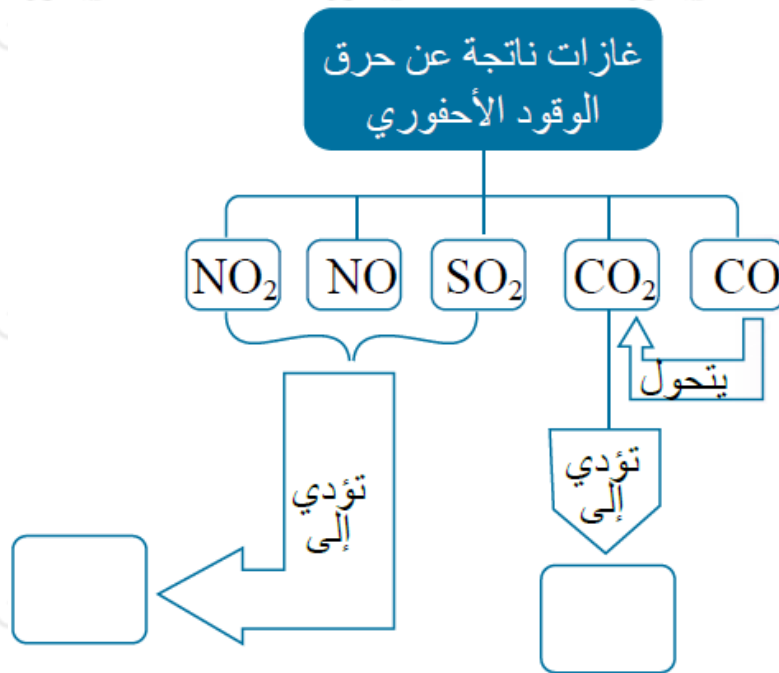 غازات ناتجة عن حرق
الوقود الأحفوري
CO
CO₂
SO₂
NO
NO₂
يتحول
تؤدي
إلى
تؤدي
إلى